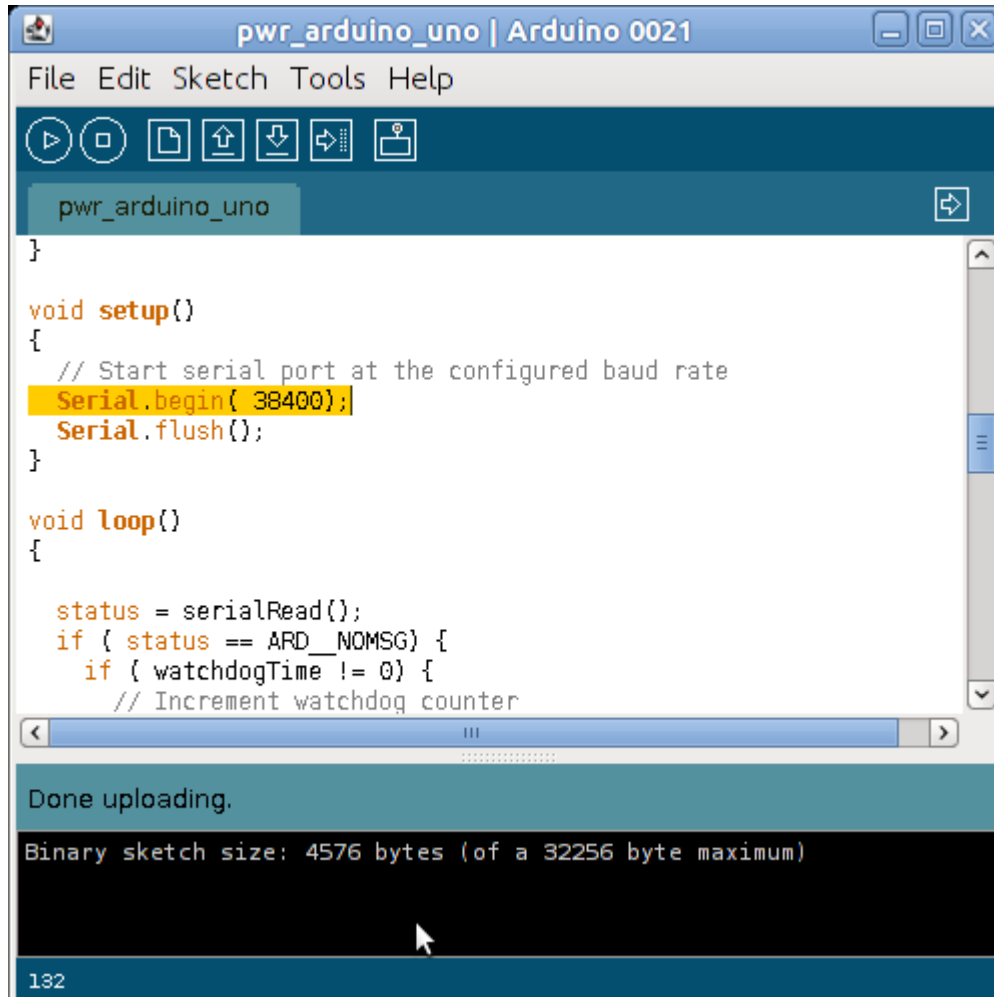 pwr_arduino_uno | Arduino 0021
File Edit Sketch Tools Help
pwr_arduino_uno
}
void setup()
{
// Start serial port at the configured baud rate
Serial.begin( 38400);
Serial.flush();
}
void loop()
{
status = serialRead();
if ( status == ARD__NOMSG) {
if ( watchdogTime != 0) {
// Increment watchdog counter
Done uploading.
Binary sketch size: 4576 bytes (of a 32256 byte maximum)
132